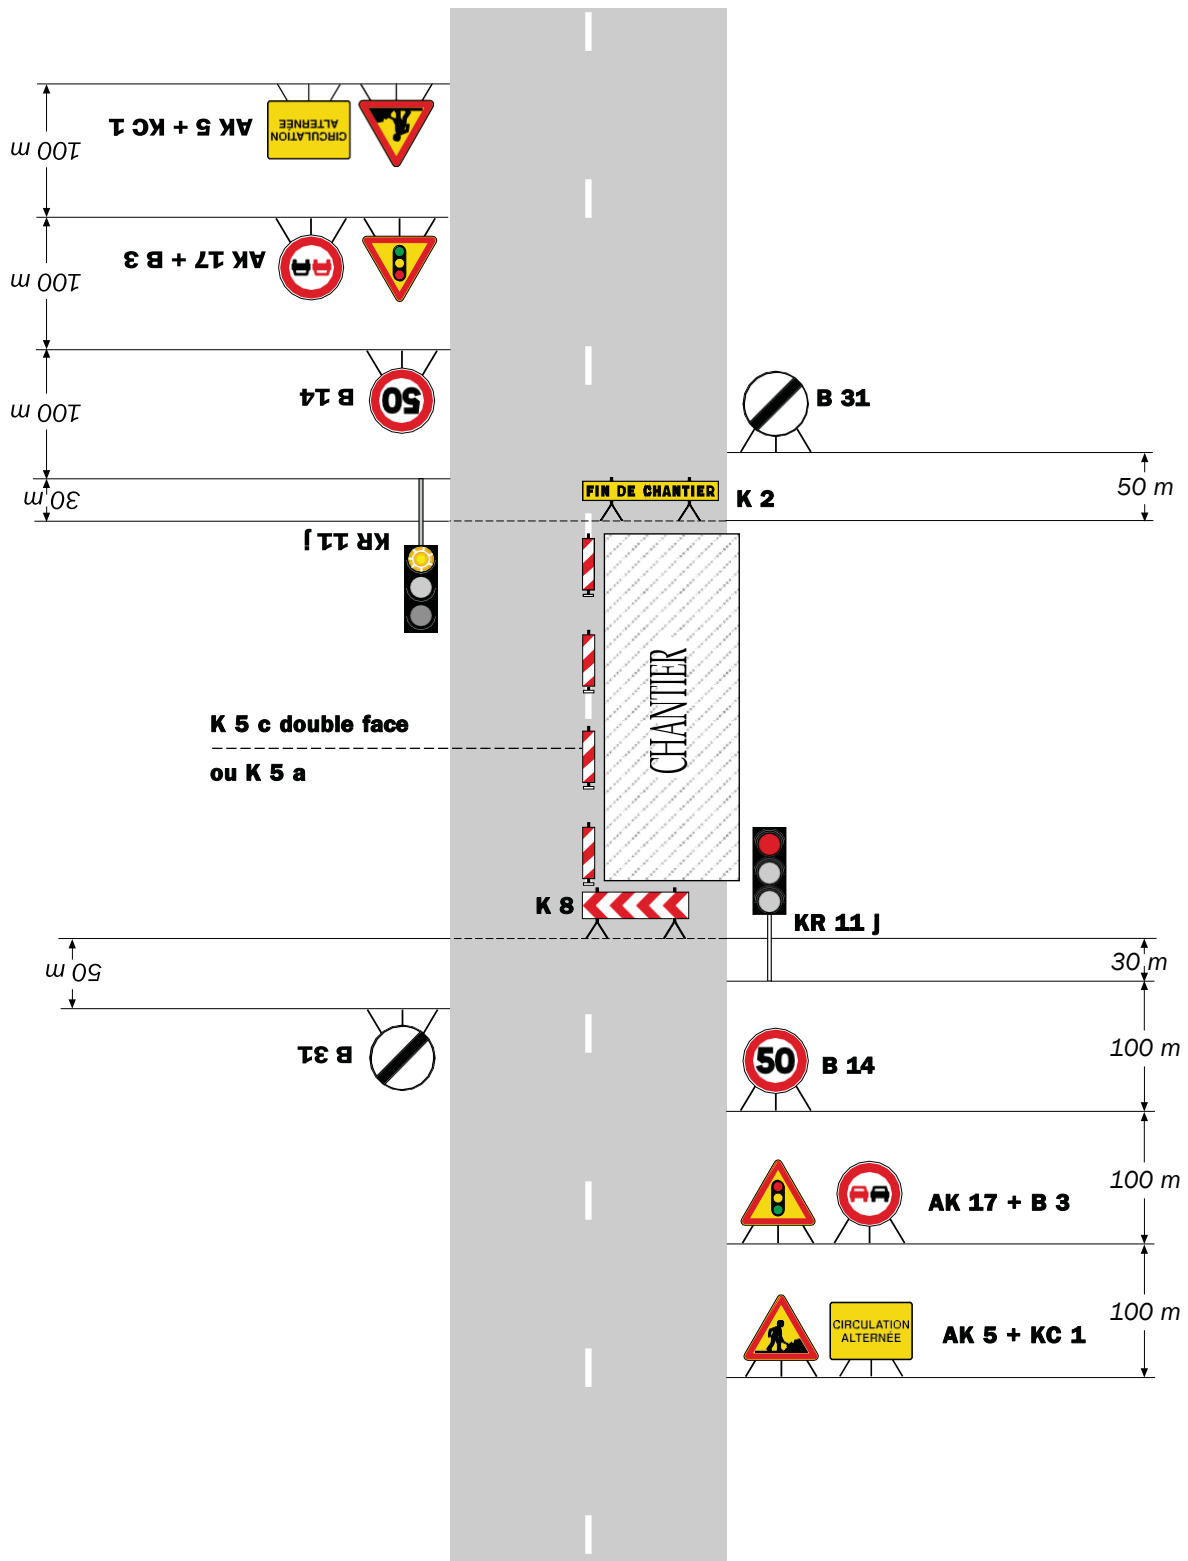 AK 5 + KC 1
CIRCULATION
ALTERNÉE
100 m
AK 17 + B 3
100 m
B 14
50
100 m
B 31
30 m
50 m
FIN DE CHANTIER
K 2
KR 11 j
CHANTIER
K 5 c double face
ou K 5 a
K 8
KR 11 j
50 m
30 m
B 31
50
B 14
100 m
AK 17 + B 3
100 m
CIRCULATION
ALTERNÉE
AK 5 + KC 1
100 m